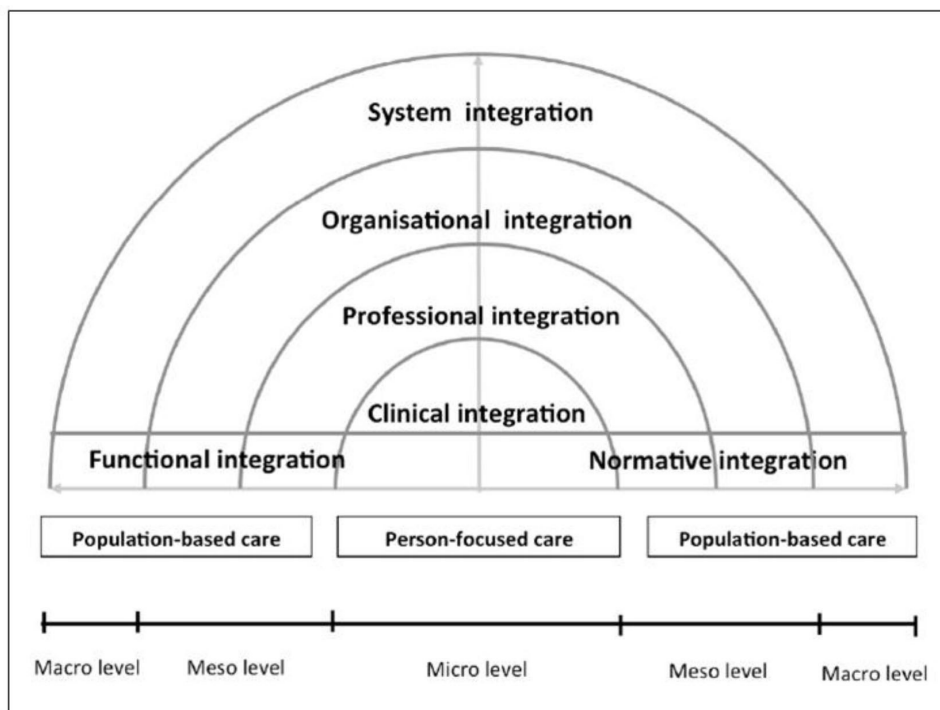 System integration
Organisational integration
Professional integration
Clinical integration
Functional integration
Normative integration
Population-based care
Person-focused care
Population-based care
Macro level
Meso level
Micro level
Meso level
Macro level